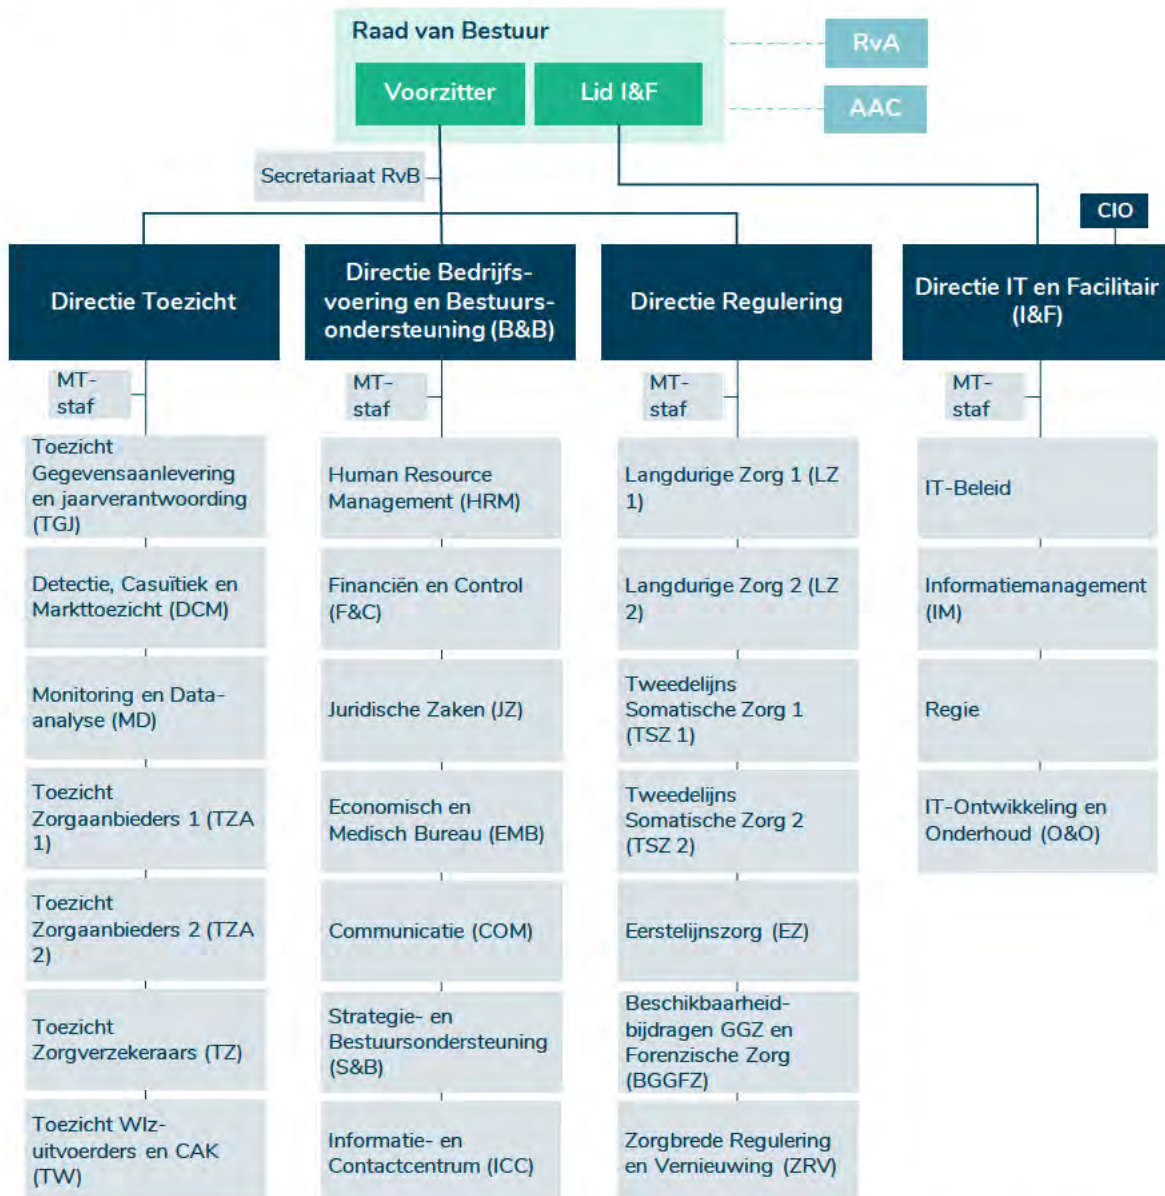 Raad van Bestuur
Voorzitter
Lid I&F
RvA
AAC
Secretariaat RvB
CIO
Directie Toezicht
Directie Bedrijfs-
voering en Bestuurs-
ondersteuning (B&B)
Directie Regulering
Directie IT en Facilitair
(I&F)
MT-
staf
MT-
staf
MT-
staf
MT-
staf
Toezicht
Gegevensaanlevering
en jaarverantwoording
(TGJ)
Detectie, Casuïtiek en
Markttoezicht (DCM)
Monitoring en Data-
analyse (MD)
Toezicht
Zorgaanbieders 1 (TZA
1)
Toezicht
Zorgaanbieders 2 (TZA
2)
Toezicht
Zorgverzekeraars (TZ)
Toezicht Wlz-
uitvoerders en CAK
(TW)
Human Resource
Management (HRM)
Financiën en Control
(F&C)
Juridische Zaken (JZ)
Economisch en
Medisch Bureau (EMB)
Communicatie (COM)
Strategie- en
Bestuursondersteuning
(S&B)
Informatie- en
Contactcentrum (ICC)
Langdurige Zorg 1 (LZ
1)
Langdurige Zorg 2 (LZ
2)
Tweedelijns
Somatische Zorg 1
(TSZ 1)
Tweedelijns
Somatische Zorg 2
(TSZ 2)
Eerstelijnszorg (EZ)
Beschikbaarheid-
bijdragen GGZ en
Forenzische Zorg
(BGGFZ)
Zorgbrede Regulering
en Vernieuwing (ZRV)
IT-Beleid
Informatiemanagement
(IM)
Regie
IT-Ontwikkeling en
Onderhoud (O&O)